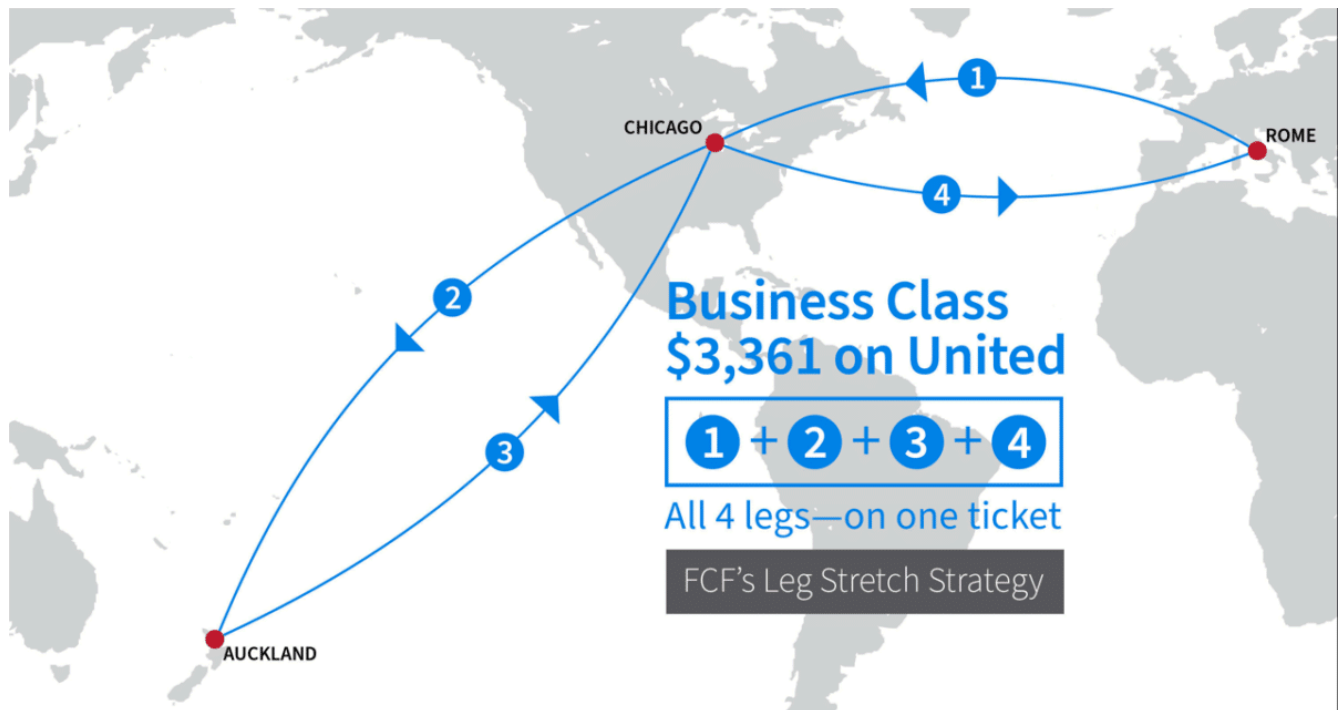 1
CHICAGO
ROME
4
2
Business Class
$3,361 on United
1 + 2 + 3 + 4
3
All 4 legs—on one ticket
FCF's Leg Stretch Strategy
AUCKLAND